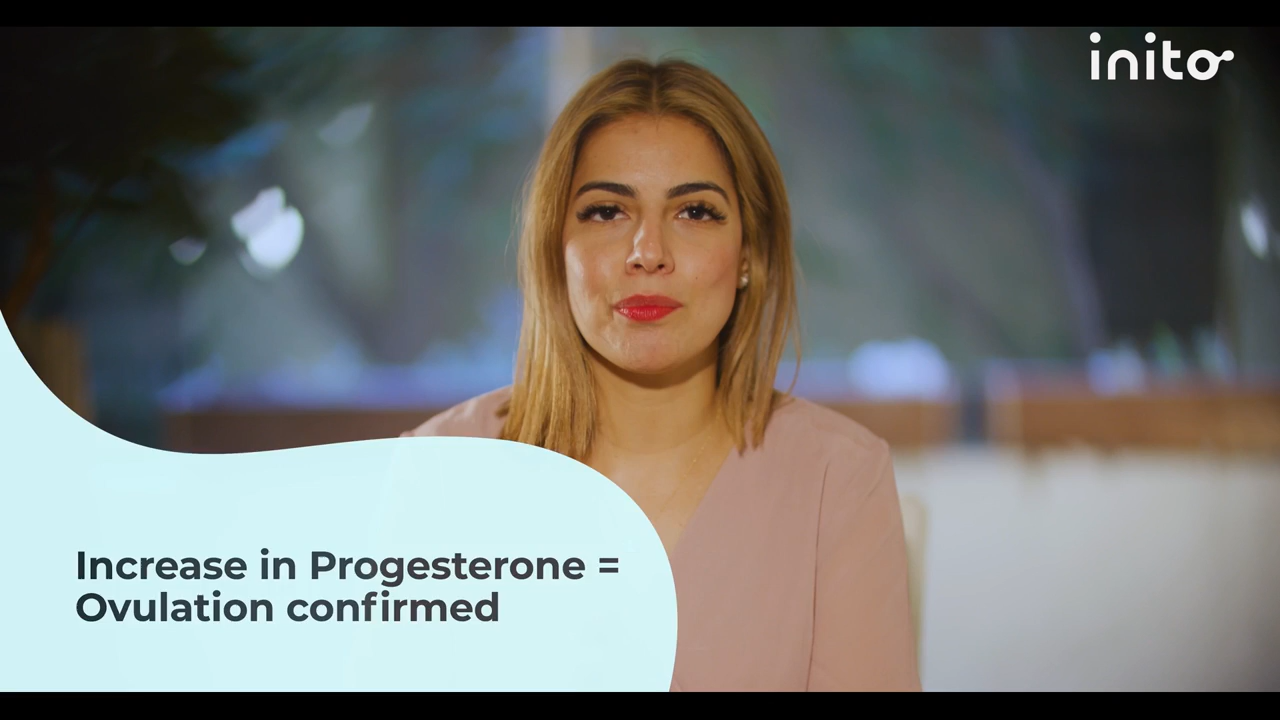 inito
Increase in Progesterone =
Ovulation confirmed